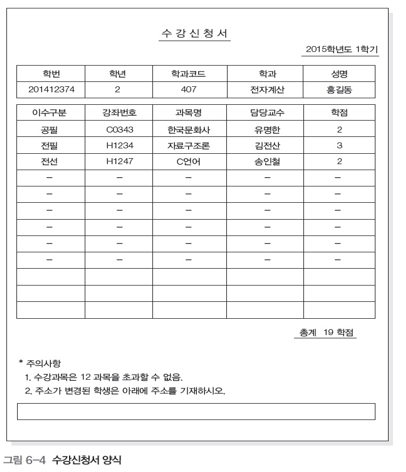 수강신청서
2015학년도 1학기
학번 학년 학과코드 학과 성명
201412374 2 407 전자계산 홍길동
이수구분 강좌번호 과목명 담당교수 학점
공필 C0343 한국문화사 유명한 2
전필 H1234 자료구조론 김전산 3
전선 H1247 C언어 송인철 2
– – – – –
– – – – –
– – – – –
– – – – –
– – – – –
– – – – –
총계 19 학점
* 주의사항
1. 수강과목은 12 과목을 초과할 수 없음.
2. 주소가 변경된 학생은 아래에 주소를 기재하시오.
그림 6-4 수강신청서 양식